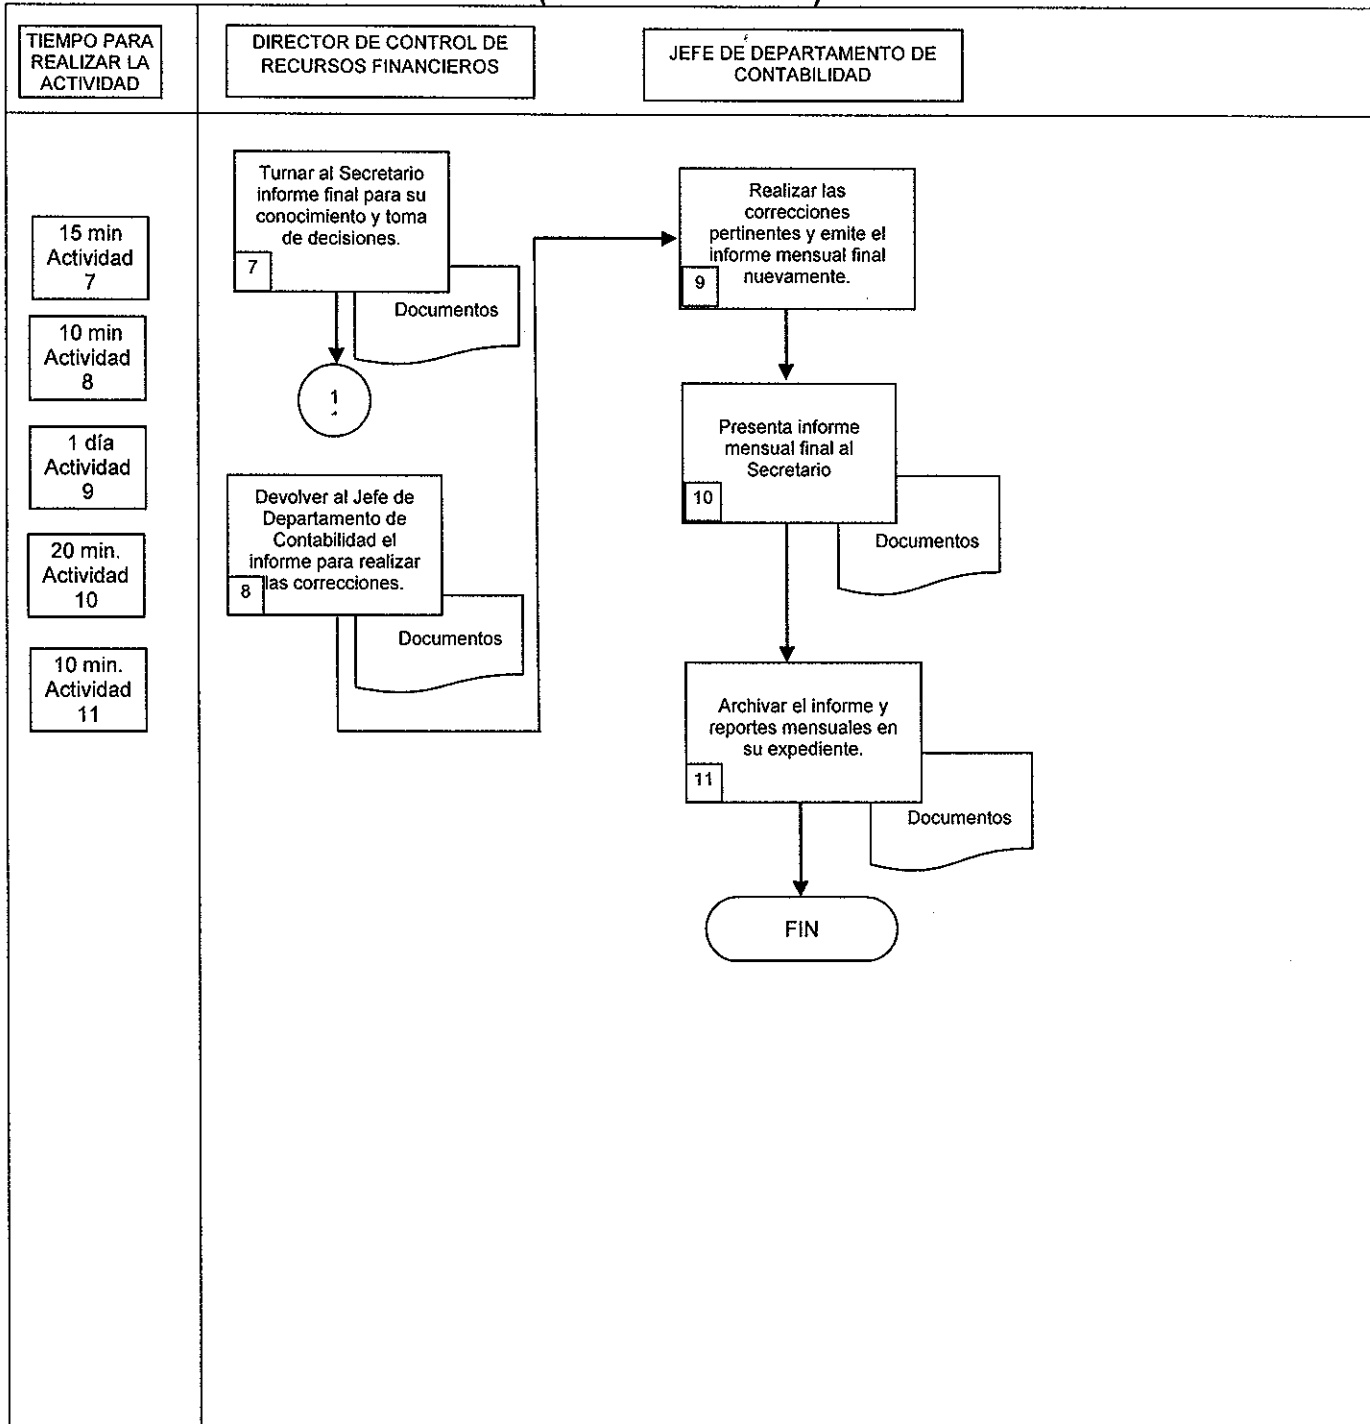 TIEMPO PARA
REALIZAR LA
ACTIVIDAD
DIRECTOR DE CONTROL DE
RECURSOS FINANCIEROS
JEFE DE DEPARTAMENTO DE
CONTABILIDAD
15 min
Actividad
7
10 min
Actividad
8
1 día
Actividad
9
20 min.
Actividad
10
10 min.
Actividad
11
Turnar al Secretario
informe final para su
conocimiento y toma
de decisiones.
7
Documentos
1
Devolver al Jefe de
Departamento de
Contabilidad el
informe para realizar
las correcciones.
8
Documentos
Realizar las
correcciones
pertinentes y emite el
informe mensual final
nuevamente.
9
Presenta informe
mensual final al
Secretario
10
Documentos
Archivar el informe y
reportes mensuales en
su expediente.
11
Documentos
FIN